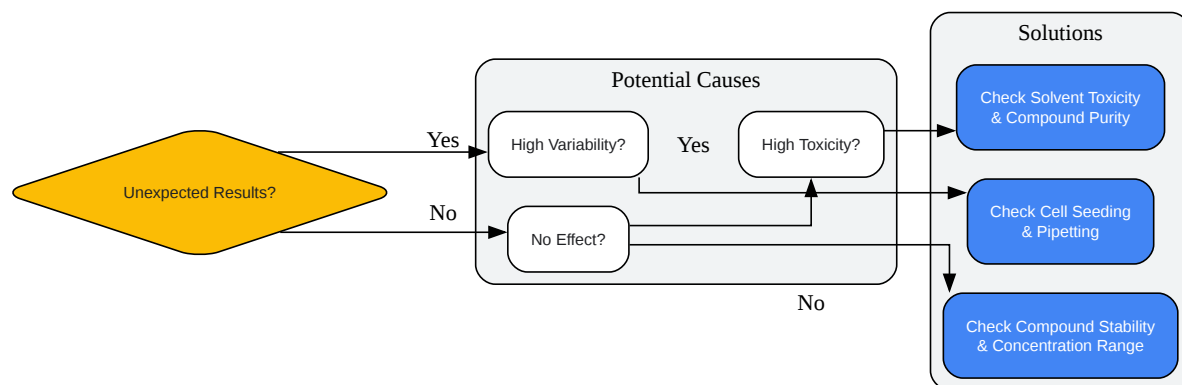 Solutions
Potential Causes
Check Solvent Toxicity
& Compound Purity
Yes
High Variability?
Yes
High Toxicity?
Unexpected Results?
No
No Effect?
Check Cell Seeding
& Pipetting
No
Check Compound Stability
& Concentration Range